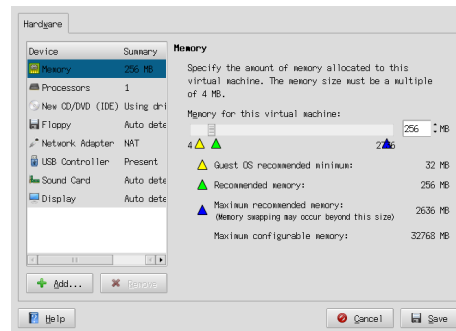 Hardware
Device Summary
Memory 256 MB
Processors 1
New CD/DVD (IDE) Using dri
Floppy Auto dete
Network Adapter NAT
USB Controller Present
Sound Card Auto dete
Display Auto dete
Add... Remove
Memory
Specify the amount of memory allocated to this
virtual machine. The memory size must be a multiple
of 4 MB.
Memory for this virtual machine:
256 MB
4
Guest OS recommended minimum: 32 MB
Recommended memory: 256 MB
Maximum recommended memory: 2636 MB
(Memory swapping may occur beyond this size)
Maximum configurable memory: 32768 MB
Help Cancel Save